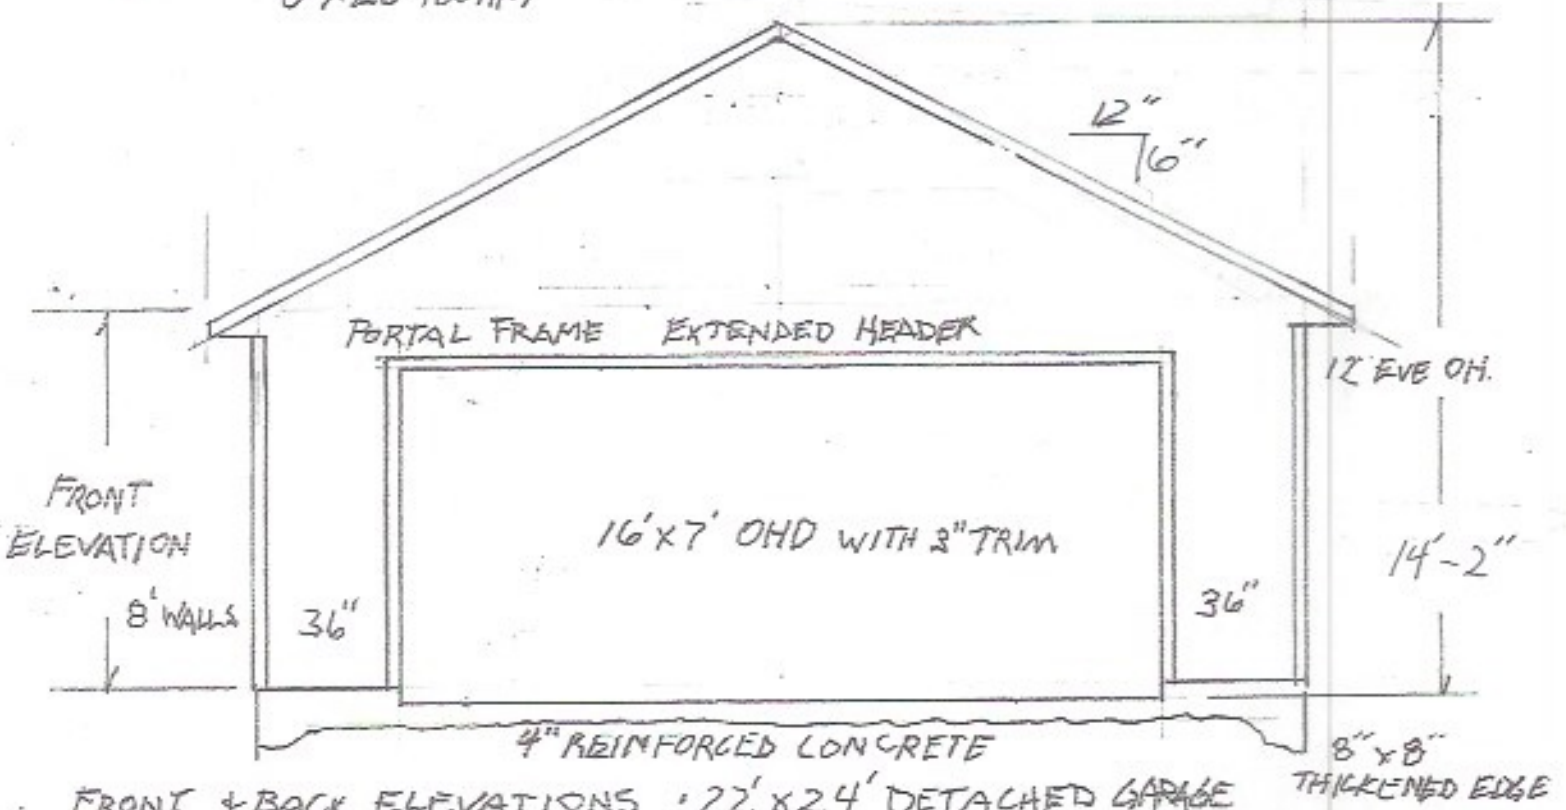 12"
6"
PORTAL FRAME EXTENDED HEADER
12" EVE OH.
FRONT
ELEVATION
16'x7' OHD WITH 3" TRIM
14'-2"
8' WALLS
36"
36"
4" REINFORCED CONCRETE
8"x8"
THICKENED EDGE
FRONT & BACK ELEVATIONS • 22'x24' DETACHED GARAGE